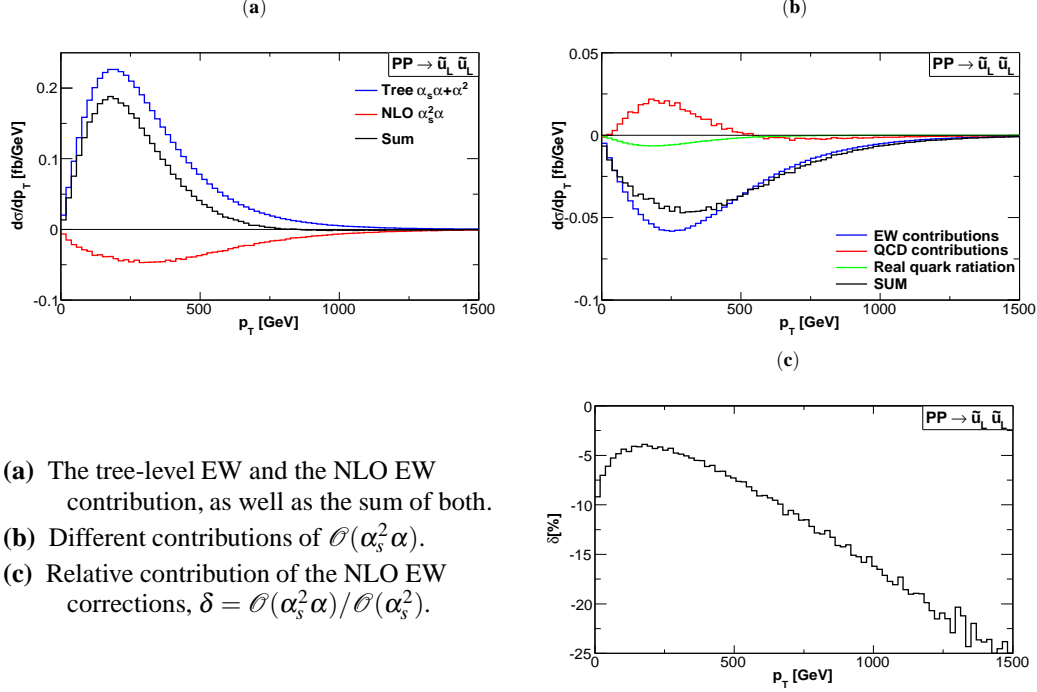 (a)
PP → ũ_L ũ_L
Tree α_sα+α²
NLO α_s²α
Sum
dσ/dp_T [fb/GeV]
0.2
0.1
0
-0.1
0
500
1000
1500
p_T [GeV]
(b)
PP → ũ_L ũ_L
dσ/dp_T [fb/GeV]
0.05
0
-0.05
-0.1
EW contributions
QCD contributions
Real quark ratiation
SUM
0
500
1000
1500
p_T [GeV]
(c)
PP → ũ_L ũ_L
δ[%]
0
-5
-10
-15
-20
-25
0
500
1000
1500
p_T [GeV]
(a) The tree-level EW and the NLO EW
contribution, as well as the sum of both.
(b) Different contributions of 𝒪(α_s²α).
(c) Relative contribution of the NLO EW
corrections, δ = 𝒪(α_s²α)/𝒪(α_s²).